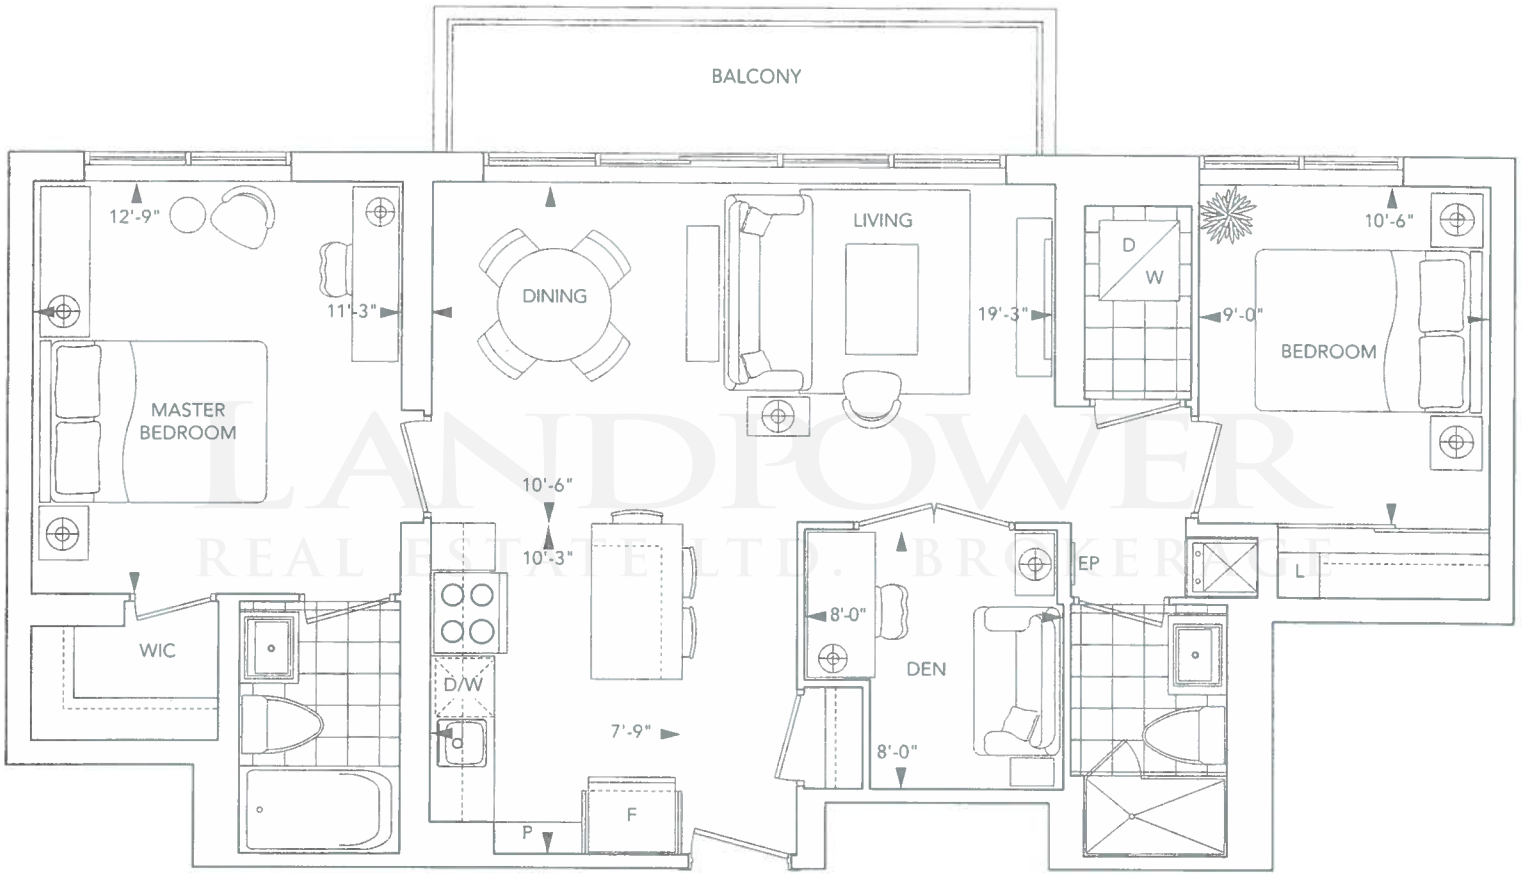 BALCONY
12'-9"
LIVING
10'-6"
D
W
DINING
11'-3"
19'-3"
9'-0"
BEDROOM
MASTER
BEDROOM
LANDPOWER
REAL ESTATE LTD. BROKERAGE
10'-6"
10'-3"
EP
L
8'-0"
WIC
DEN
D/W
7'-9"
8'-0"
F
P